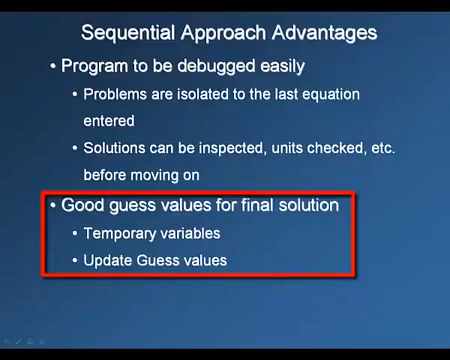 Sequential Approach Advantages
• Program to be debugged easily
• Problems are isolated to the last equation
entered
• Solutions can be inspected, units checked, etc.
before moving on
• Good guess values for final solution
• Temporary variables
• Update Guess values